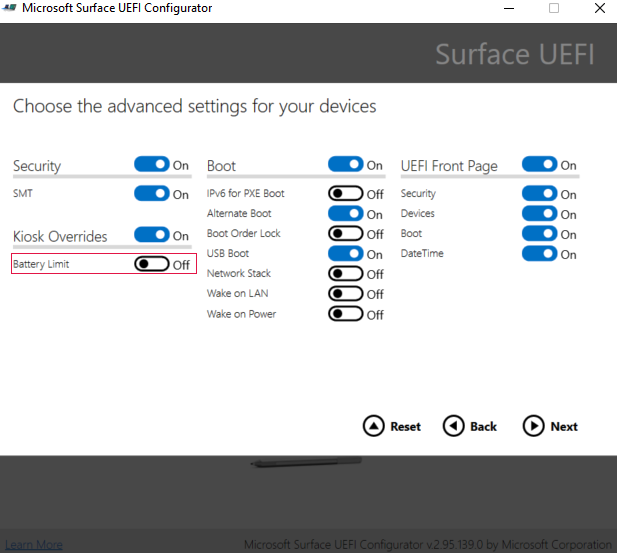 Microsoft Surface UEFI Configurator
Surface UEFI
Choose the advanced settings for your devices
Security On
SMT On
Kiosk Overrides On
Battery Limit Off
Boot On
IPv6 for PXE Boot Off
Alternate Boot On
Boot Order Lock Off
USB Boot On
Network Stack Off
Wake on LAN Off
Wake on Power Off
UEFI Front Page On
Security On
Devices On
Boot On
DateTime On
Reset Back Next
Learn More Microsoft Surface UEFI Configurator v.2.95.139.0 by Microsoft Corporation